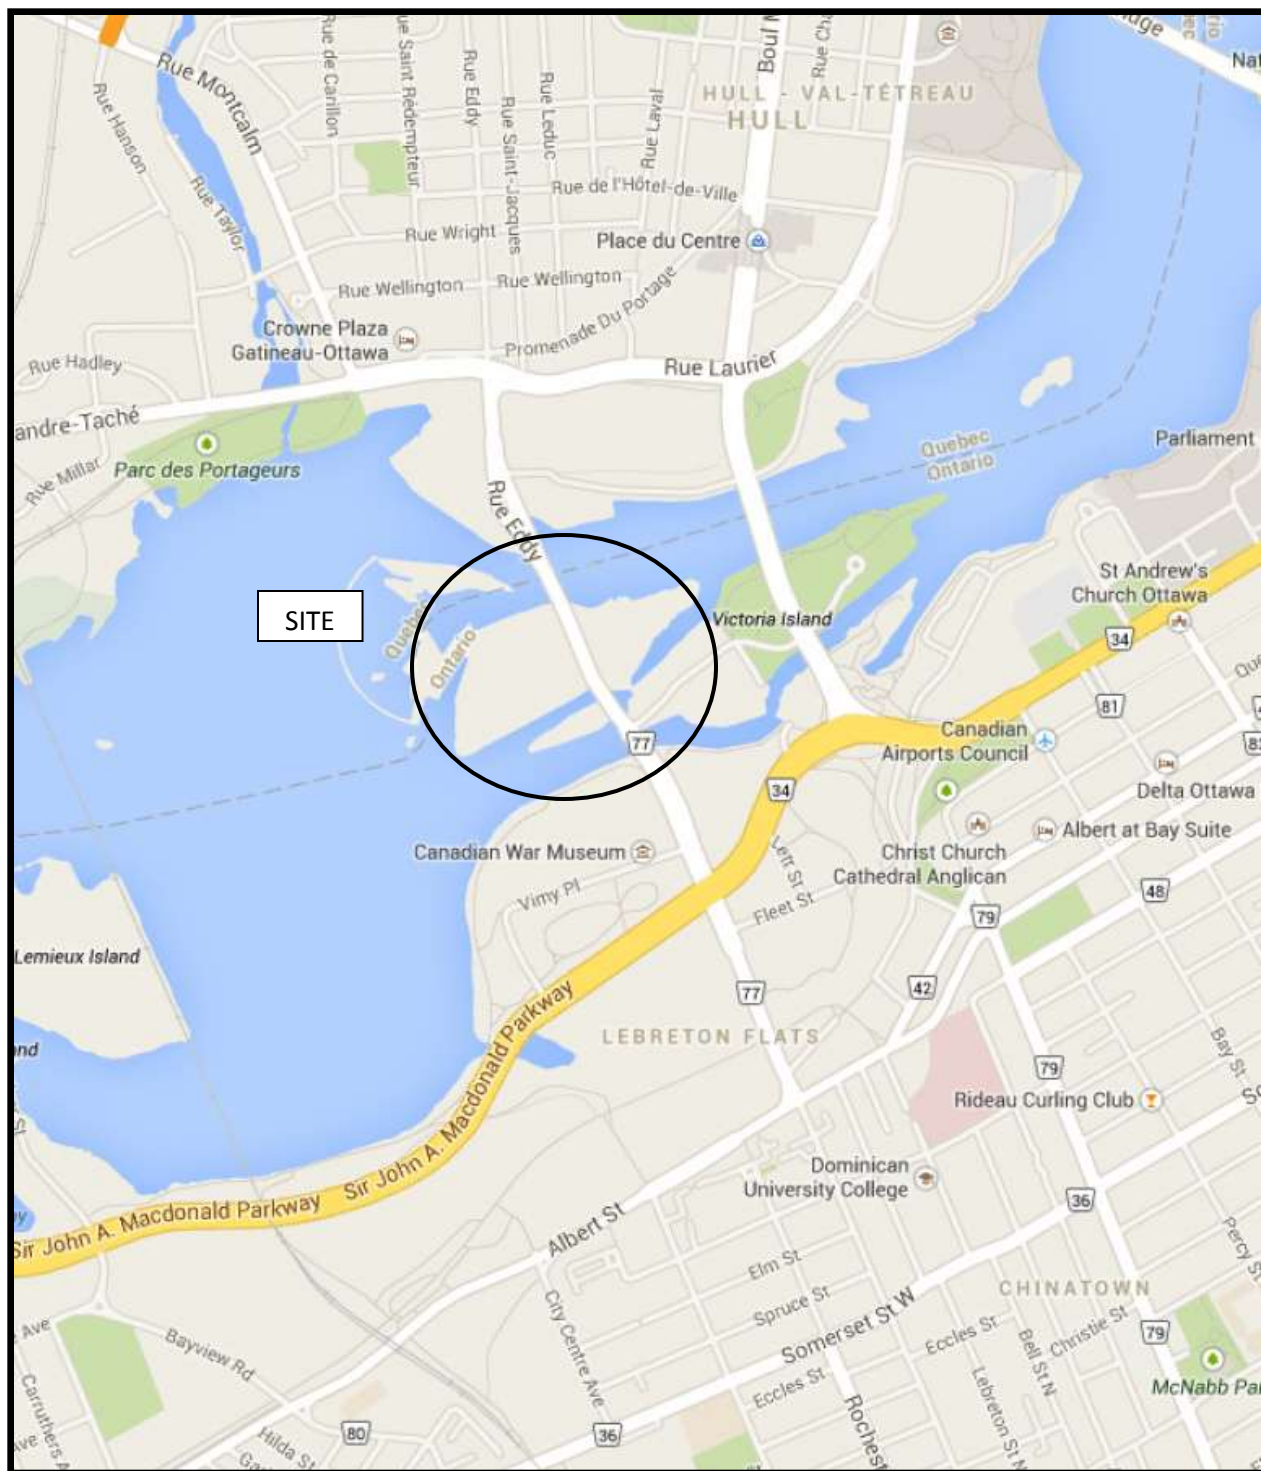 Rue Montcalm
Rue Hanson
Rue Taylor
Rue de Carillon
ue Saint Rédempteur
Rue Eddy
Rue Saint-Jacques
Rue Leduc
Rue Laval
Boul
Rue Ch
HULL - VAL-TÉTREAU
HULL
Rue de l'Hôtel-de-Ville
Rue Wright
Place du Centre
Rue Wellington
Rue Wellington
Promenade Du Portage
Crowne Plaza
Gatineau-Ottawa
Rue Hadley
Rue Laurier
andre-Taché
Rue Millar
Parc des Portageurs
Quebec
Ontario
Parliament
Rue Eddy
SITE
Quebec
Ontario
Victoria Island
St Andrew's
Church Ottawa
34
81
77
34
Canadian
Airports Council
Delta Ottawa
Albert at Bay Suite
Christ Church
Cathedral Anglican
Canadian War Museum
Vimy Pl
Lett St
Fleet St
48
79
42
77
Lemieux Island
LEBRETON FLATS
Bay St
79
Rideau Curling Club
Dominican
University College
36
Sir John A. Macdonald Parkway
Sir John A. Macdonald Parkway
Albert St
Elm St
Spruce St
Somerset St W
Eccles St
Eccles St
CHINATOWN
Christie St
Bell St N
Lebreton St N
Percy St
79
McNabb Pa
City Centre Ave
Bayview Rd
Ave
Carruthers A
80
Hilda St
36
Rochest